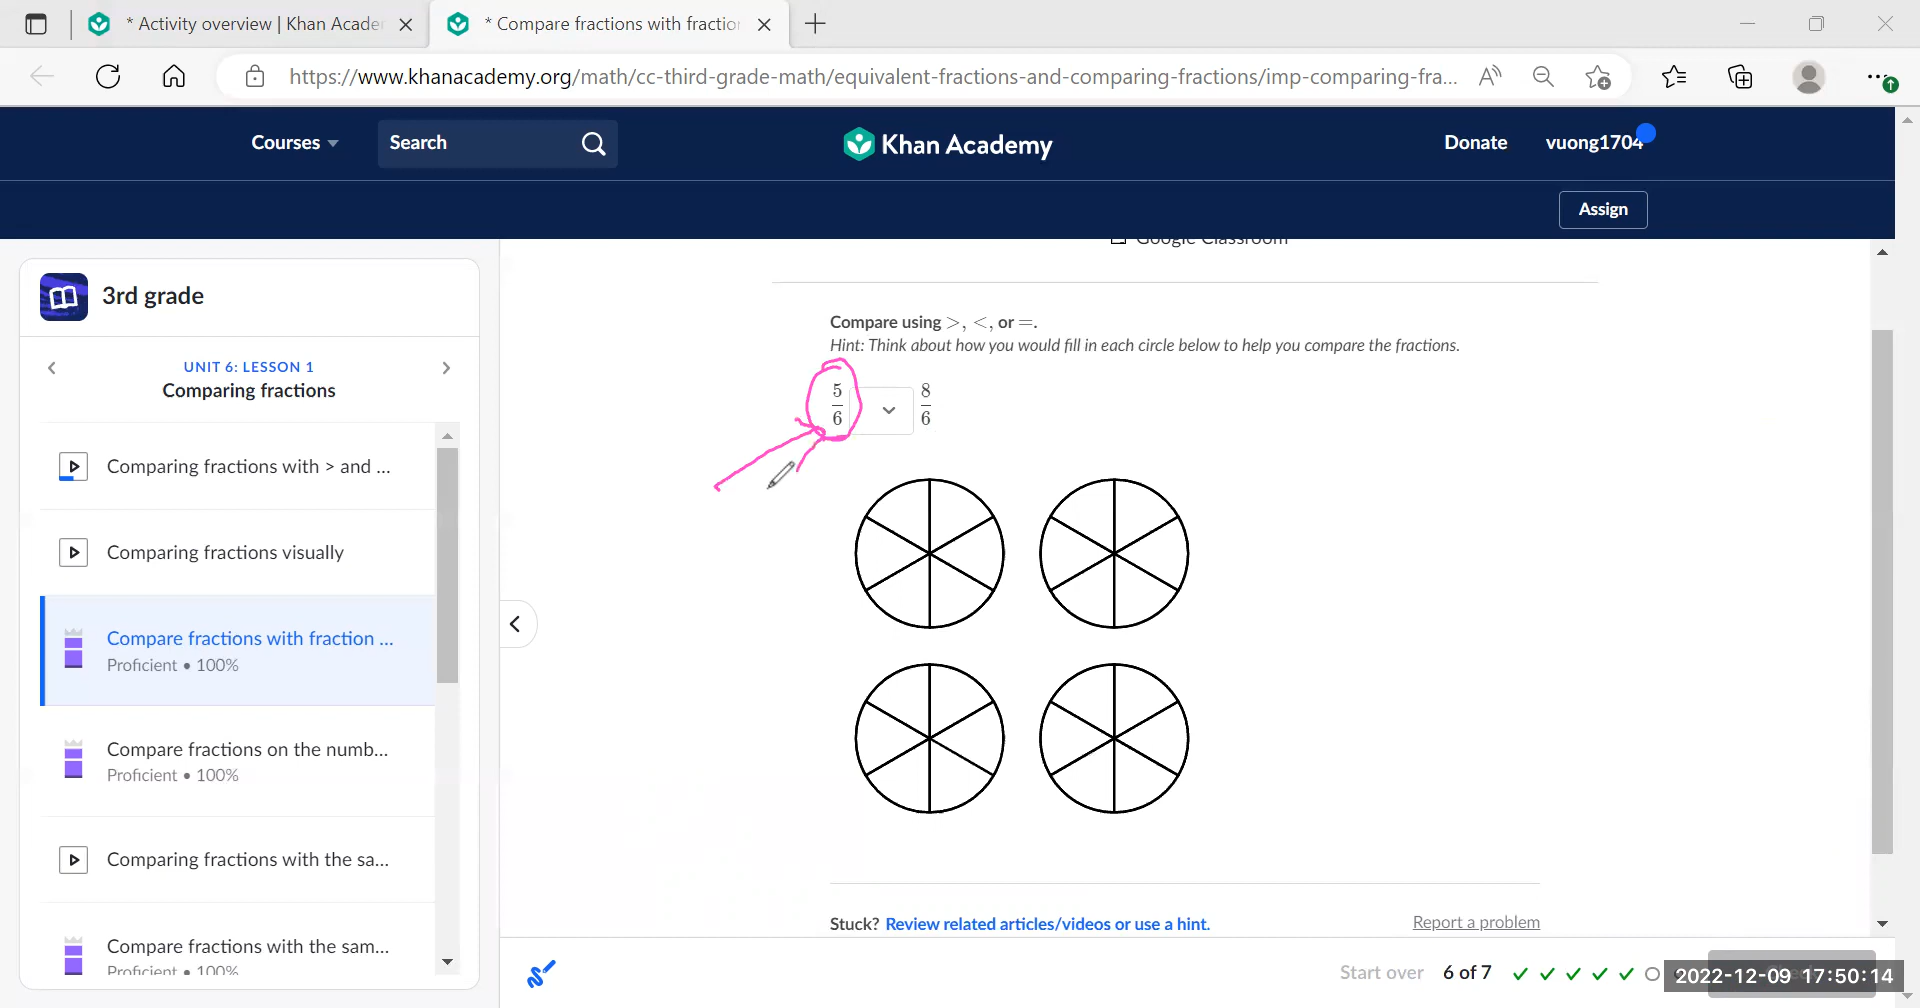 * Activity overview | Khan Acade
* Compare fractions with fractio
https://www.khanacademy.org/math/cc-third-grade-math/equivalent-fractions-and-comparing-fractions/imp-comparing-fra...
Courses
Search
Khan Academy
Donate
vuong1704
Assign
Google Classroom
3rd grade
UNIT 6: LESSON 1
Comparing fractions
Comparing fractions with > and ...
Comparing fractions visually
Compare fractions with fraction ...
Proficient • 100%
Compare fractions on the numb...
Proficient • 100%
Comparing fractions with the sa...
Compare fractions with the sam...
Proficient • 100%
Compare using >, <, or =.
Hint: Think about how you would fill in each circle below to help you compare the fractions.
5 8
6 6
Stuck? Review related articles/videos or use a hint.
Report a problem
Start over 6 of 7
2022-12-09 17:50:14